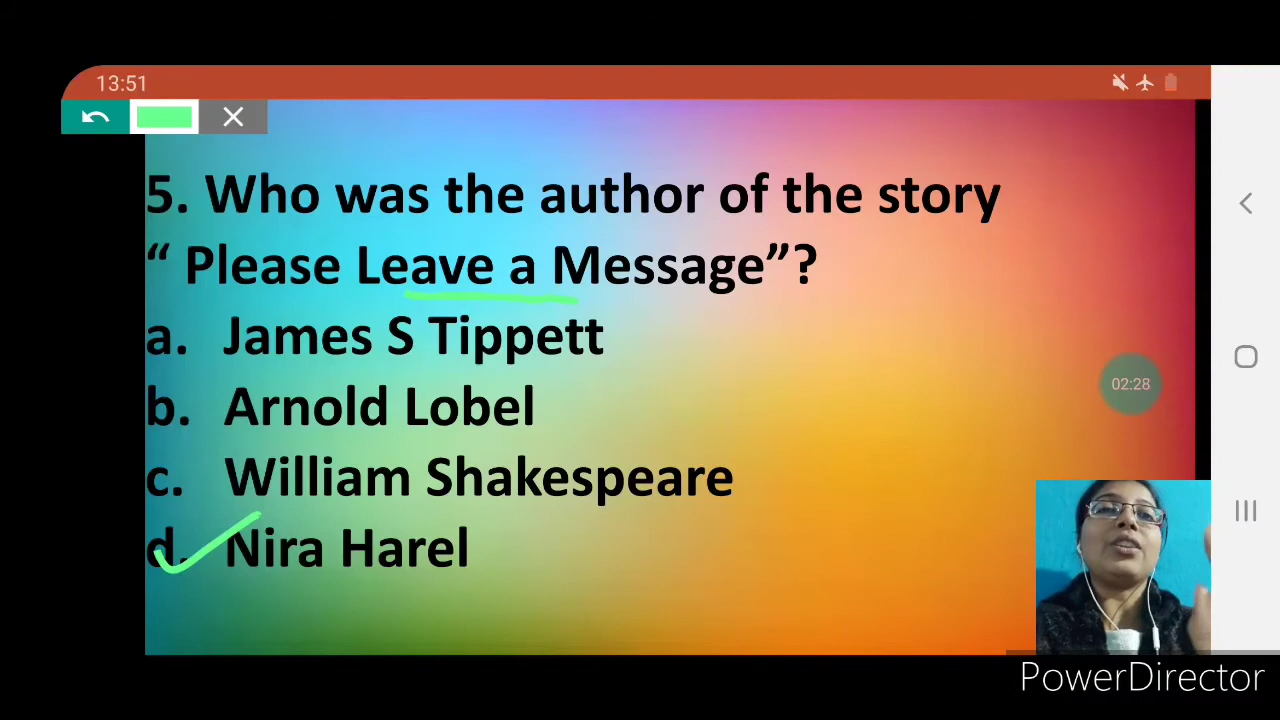 13:51
5. Who was the author of the story
“ Please Leave a Message”?
a. James S Tippett
b. Arnold Lobel
c. William Shakespeare
d. Nira Harel
02:28
PowerDirector